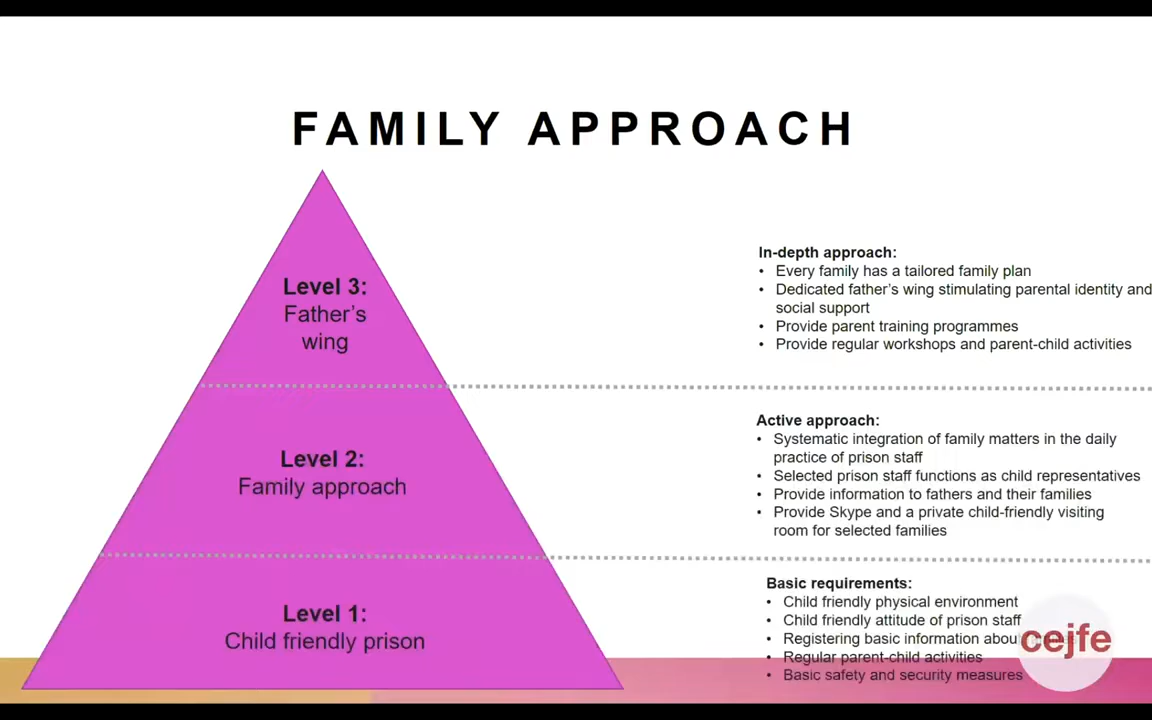 FAMILY APPROACH
Level 3:
Father's
wing
In-depth approach:
• Every family has a tailored family plan
• Dedicated father's wing stimulating parental identity and
social support
• Provide parent training programmes
• Provide regular workshops and parent-child activities
Level 2:
Family approach
Active approach:
• Systematic integration of family matters in the daily
practice of prison staff
• Selected prison staff functions as child representatives
• Provide information to fathers and their families
• Provide Skype and a private child-friendly visiting
room for selected families
Level 1:
Child friendly prison
Basic requirements:
• Child friendly physical environment
• Child friendly attitude of prison staff
• Registering basic information
• Regular parent-child activities
• Basic safety and security measures
cejfe